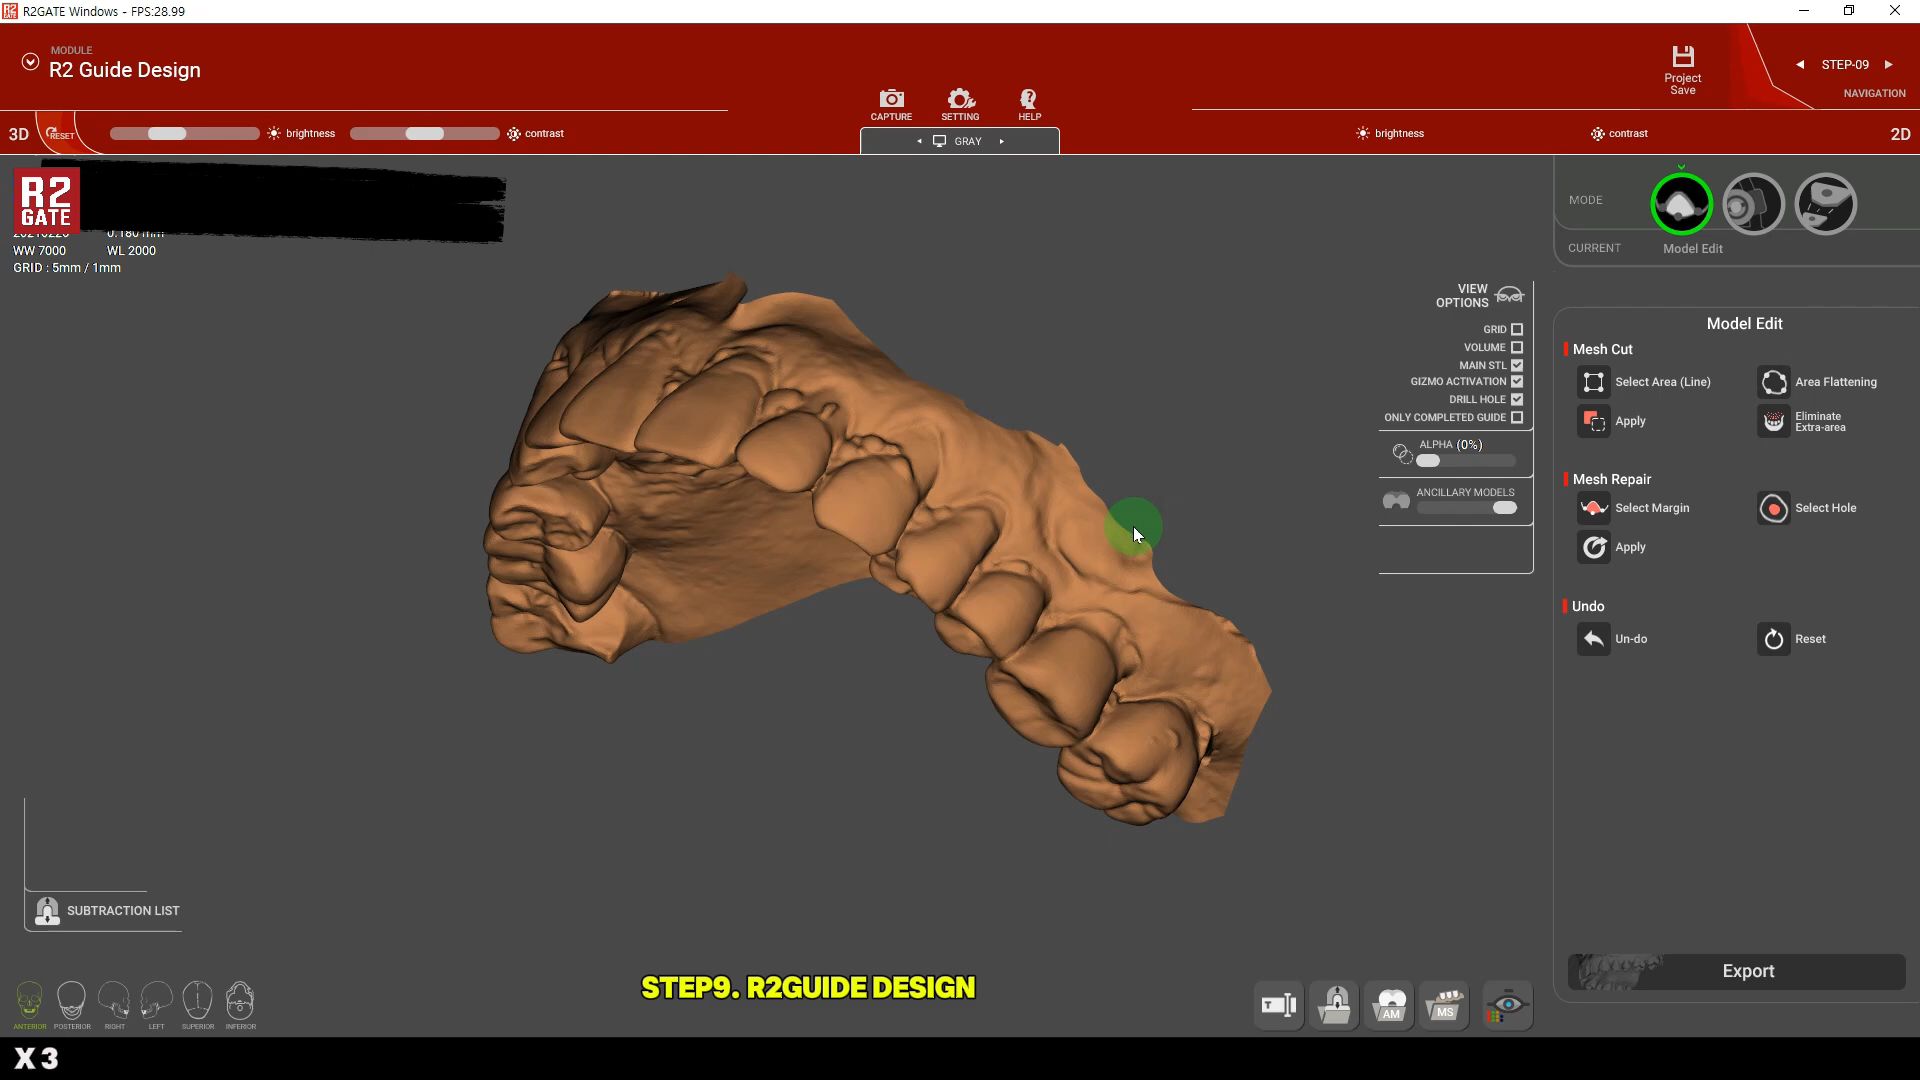 R2GATE Windows - FPS:28.99
MODULE
R2 Guide Design
CAPTURE
SETTING
HELP
Project
Save
STEP-09
NAVIGATION
3D
RESET
brightness
contrast
GRAY
brightness
contrast
2D
R2
GATE
WW 7000 WL 2000
GRID : 5mm / 1mm
MODE
CURRENT
Model Edit
VIEW
OPTIONS
GRID
VOLUME
MAIN STL
GIZMO ACTIVATION
DRILL HOLE
ONLY COMPLETED GUIDE
ALPHA (0%)
ANCILLARY MODELS
Model Edit
Mesh Cut
Select Area (Line)
Area Flattening
Apply
Eliminate
Extra-area
Mesh Repair
Select Margin
Select Hole
Apply
Undo
Un-do
Reset
Export
SUBTRACTION LIST
ANTERIOR
POSTERIOR
RIGHT
LEFT
SUPERIOR
INFERIOR
STEP9. R2GUIDE DESIGN
T
AM
MS
X 3